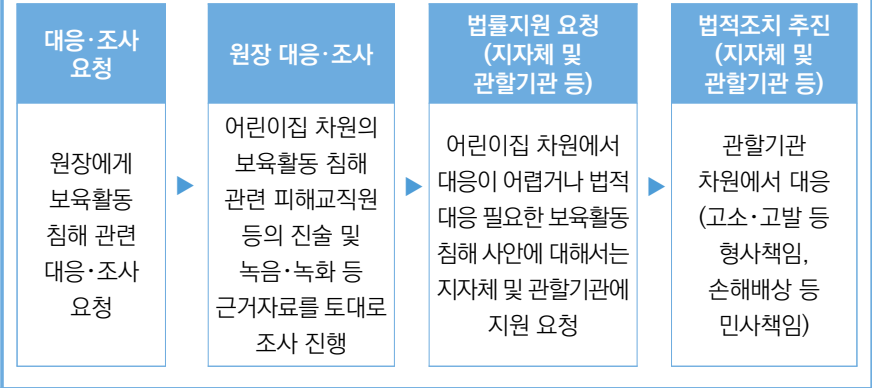 대응·조사
요청
원장에게
보육활동
침해 관련
대응·조사
요청
원장 대응·조사
어린이집 차원의
보육활동 침해
관련 피해교직원
등의 진술 및
녹음·녹화 등
근거자료를 토대로
조사 진행
법률지원 요청
(지자체 및
관할기관 등)
어린이집 차원에서
대응이 어렵거나 법적
대응 필요한 보육활동
침해 사안에 대해서는
지자체 및 관할기관에
지원 요청
법적조치 추진
(지자체 및
관할기관 등)
관할기관
차원에서 대응
(고소·고발 등
형사책임,
손해배상 등
민사책임)